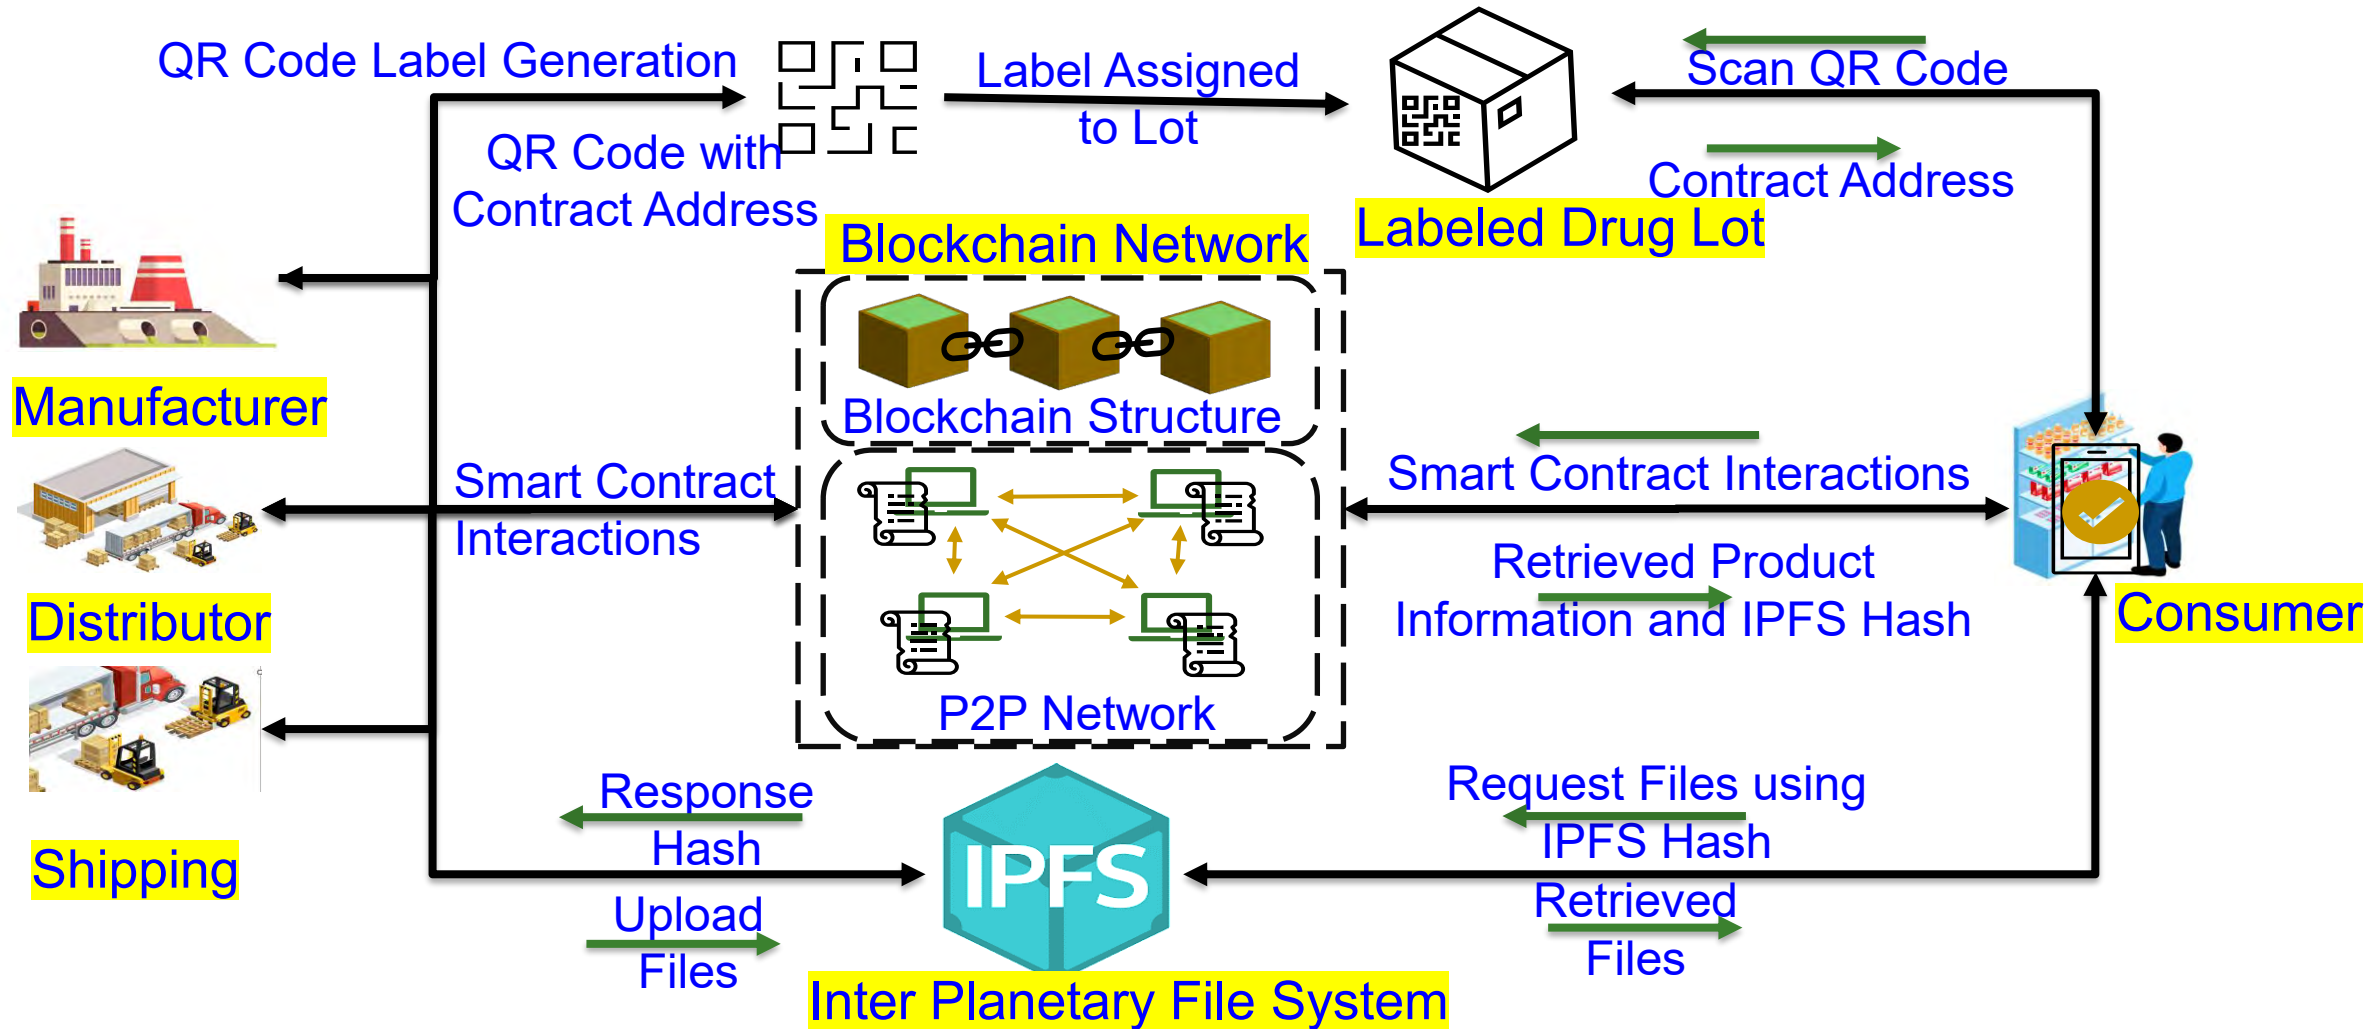 QR Code Label Generation
QR Code with
Contract Address
Label Assigned
to Lot
Scan QR Code
Contract Address
Labeled Drug Lot
Blockchain Network
Blockchain Structure
Manufacturer
Smart Contract
Interactions
Distributor
P2P Network
Smart Contract Interactions
Retrieved Product
Information and IPFS Hash
Consumer
Shipping
Response
Hash
Upload
Files
IPFS
Inter Planetary File System
Request Files using
IPFS Hash
Retrieved
Files